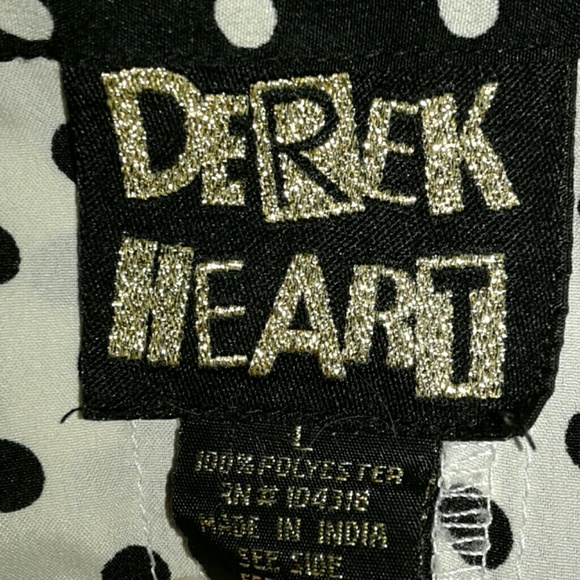 DEREK
HEART
L
100% POLYESTER
RN # 104318
MADE IN INDIA
SEE SIDE